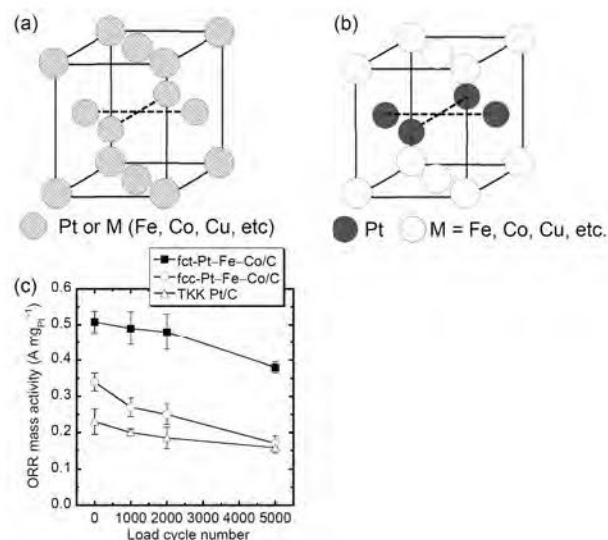 (a)
(b)
Pt or M (Fe, Co, Cu, etc)
Pt M = Fe, Co, Cu, etc.
(c)
fct-Pt–Fe–Co/C
fcc-Pt–Fe–Co/C
TKK Pt/C
ORR mass activity (A mgPt⁻¹)
0.6
0.5
0.4
0.3
0.2
0.1
0.0
0 1000 2000 3000 4000 5000
Load cycle number